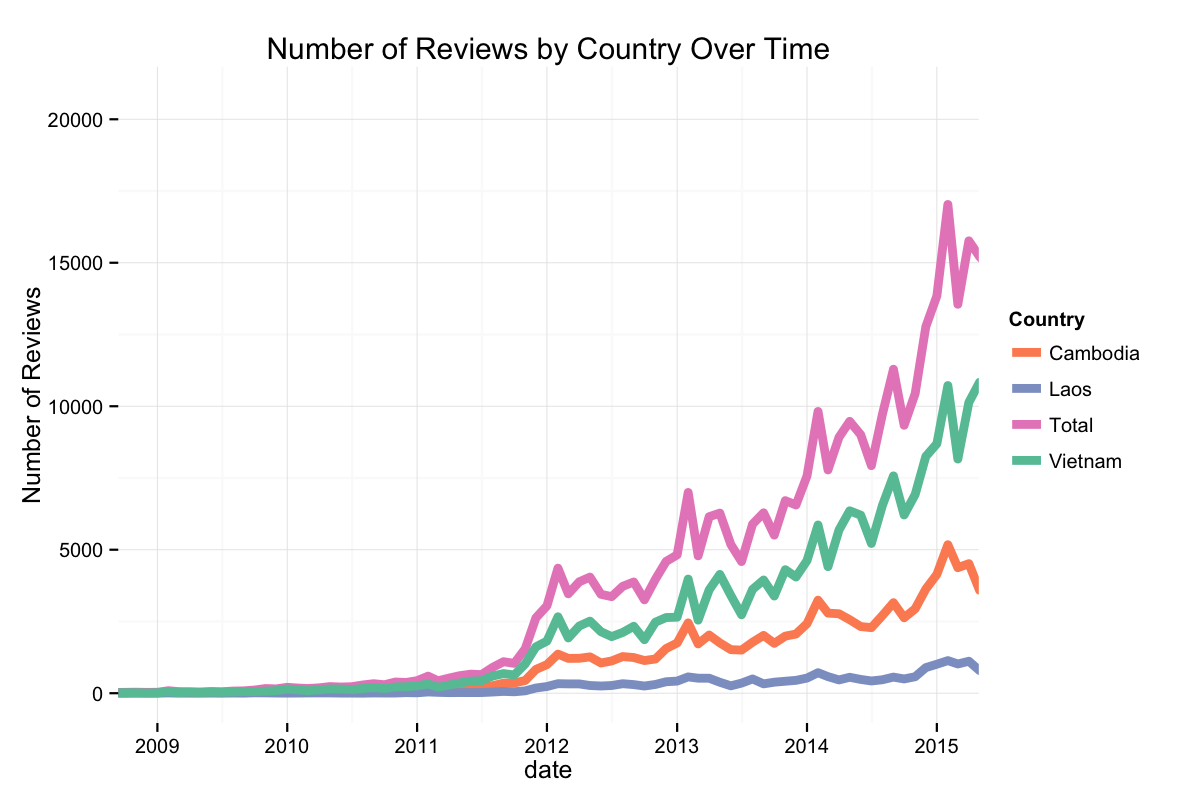 Number of Reviews by Country Over Time
20000
15000
10000
5000
0
Number of Reviews
2009 2010 2011 2012 2013 2014 2015
date
Country
Cambodia
Laos
Total
Vietnam